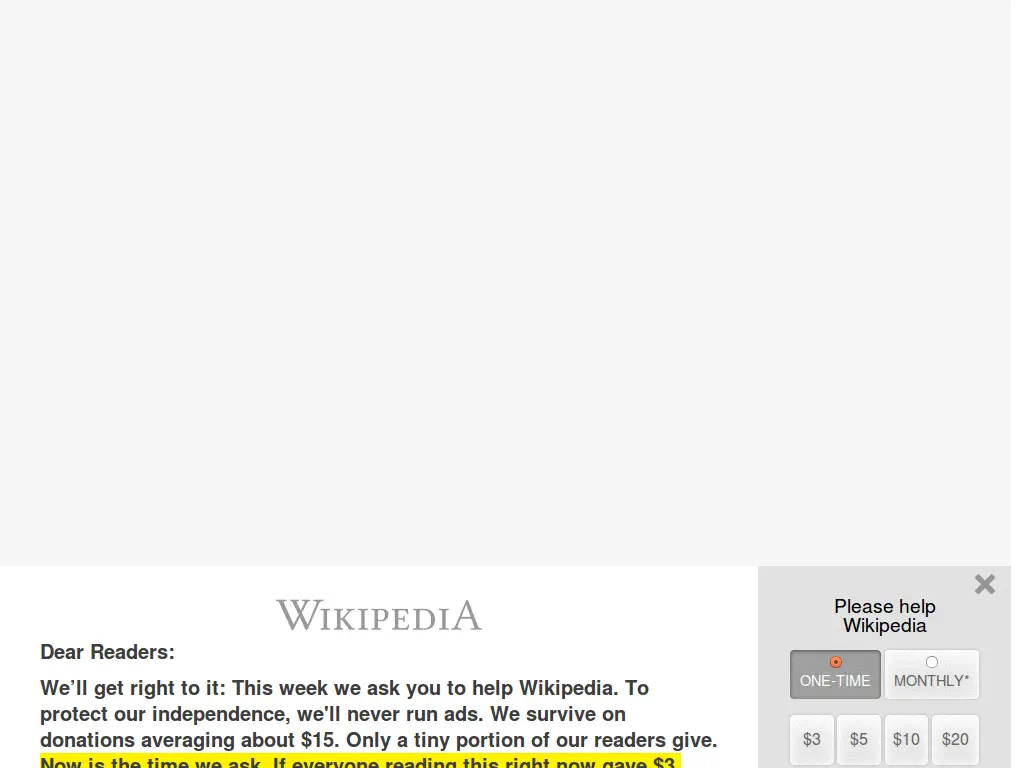 WIKIPEDIA
Dear Readers:
We’ll get right to it: This week we ask you to help Wikipedia. To
protect our independence, we'll never run ads. We survive on
donations averaging about $15. Only a tiny portion of our readers give.
Now is the time we ask. If everyone reading this right now gave $3,
Please help
Wikipedia
ONE-TIME
MONTHLY*
$3
$5
$10
$20